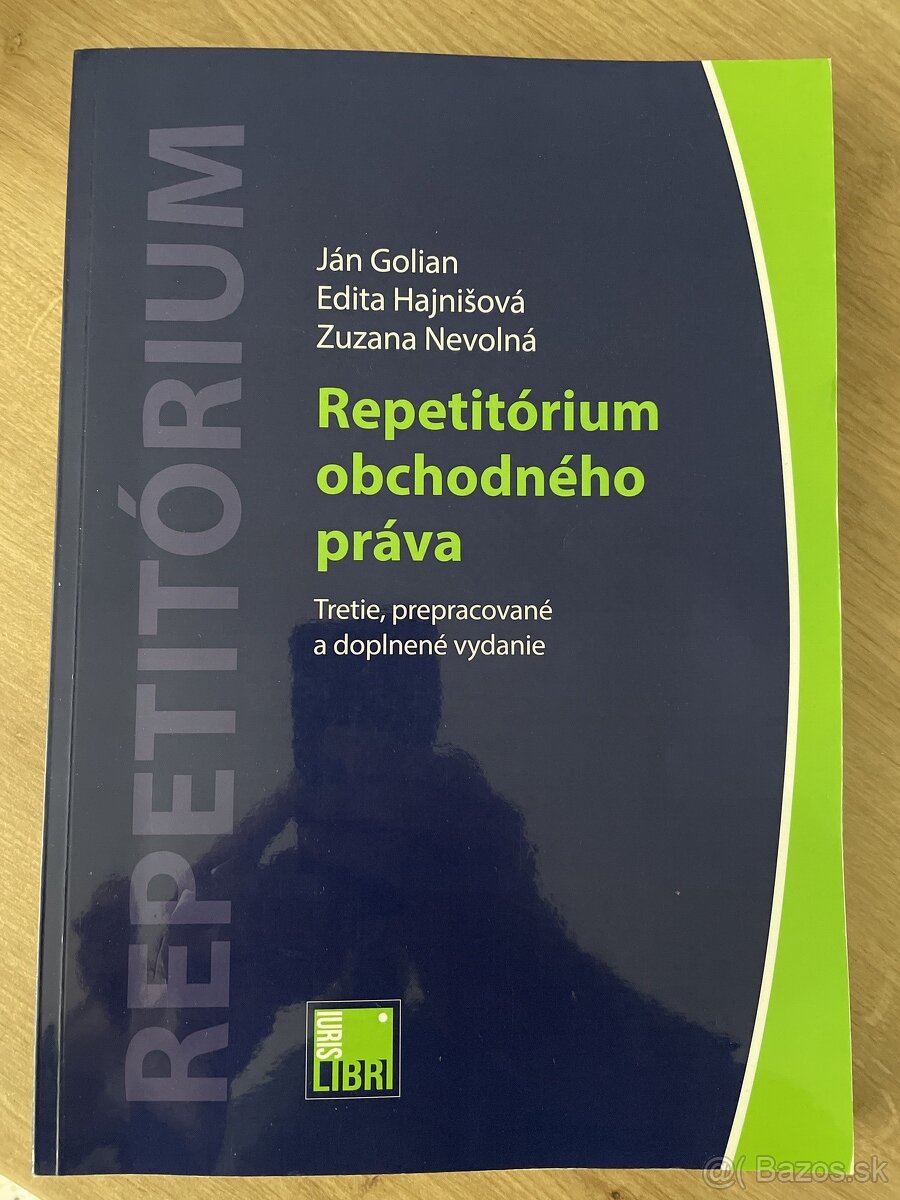 REPETITÓRIUM
Ján Golian
Edita Hajnišová
Zuzana Nevolná
Repetitórium
obchodného
práva
Tretie, prepracované
a doplnené vydanie
IURIS
LIBRI
@( Bazos.sk